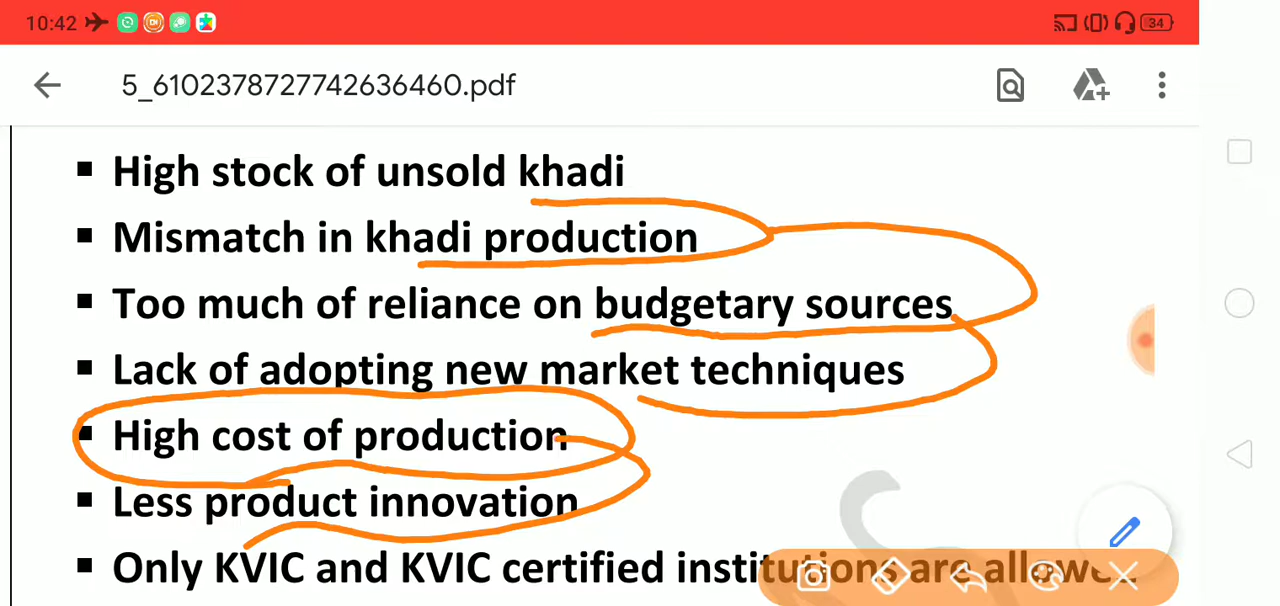 10:42
34
5_6102378727742636460.pdf
▪ High stock of unsold khadi
▪ Mismatch in khadi production
▪ Too much of reliance on budgetary sources
▪ Lack of adopting new market techniques
▪ High cost of production
▪ Less product innovation
▪ Only KVIC and KVIC certified institutions are